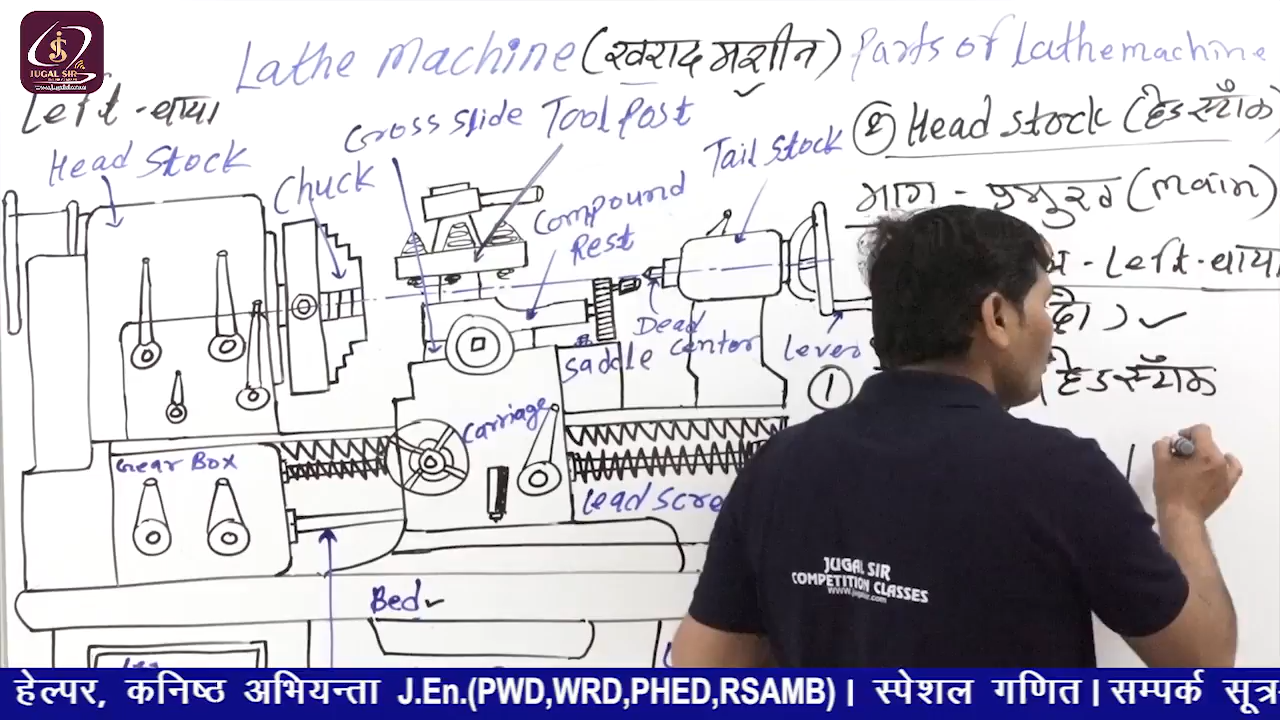 JUGAL SIR
Lathe Machine (खराद मशीन) Parts of Lathe machine
Left - बाया
Head Stock
Chuck
Cross slide
Tool Post
Compound Rest
Tail Stock
② Head stock (हेड स्टॉक)
भाग - प्रमुख (main)
- Left - बाया
हेडस्टॉक
Dead center
Saddle
Lever
①
Carriage
Gear Box
Lead Scre
Bed
JUGAL SIR
COMPETITION CLASSES
हेल्पर, कनिष्ठ अभियन्ता J.En.(PWD,WRD,PHED,RSAMB) । स्पेशल गणित । सम्पर्क सूत्र